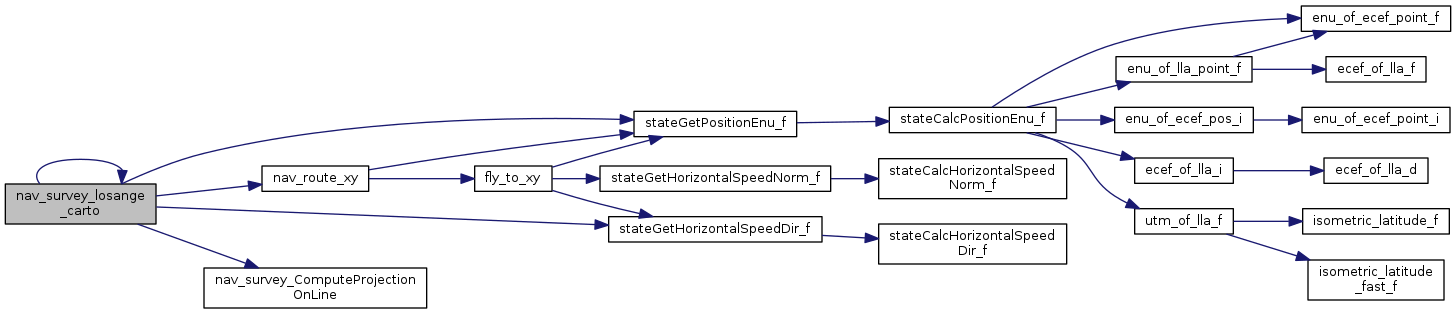 nav_survey_losange
_carto
nav_route_xy
nav_survey_ComputeProjection
OnLine
fly_to_xy
stateGetPositionEnu_f
stateGetHorizontalSpeedNorm_f
stateGetHorizontalSpeedDir_f
stateCalcPositionEnu_f
stateCalcHorizontalSpeed
Norm_f
stateCalcHorizontalSpeed
Dir_f
enu_of_lla_point_f
enu_of_ecef_pos_i
ecef_of_lla_i
utm_of_lla_f
enu_of_ecef_point_f
ecef_of_lla_f
enu_of_ecef_point_i
ecef_of_lla_d
isometric_latitude_f
isometric_latitude
_fast_f